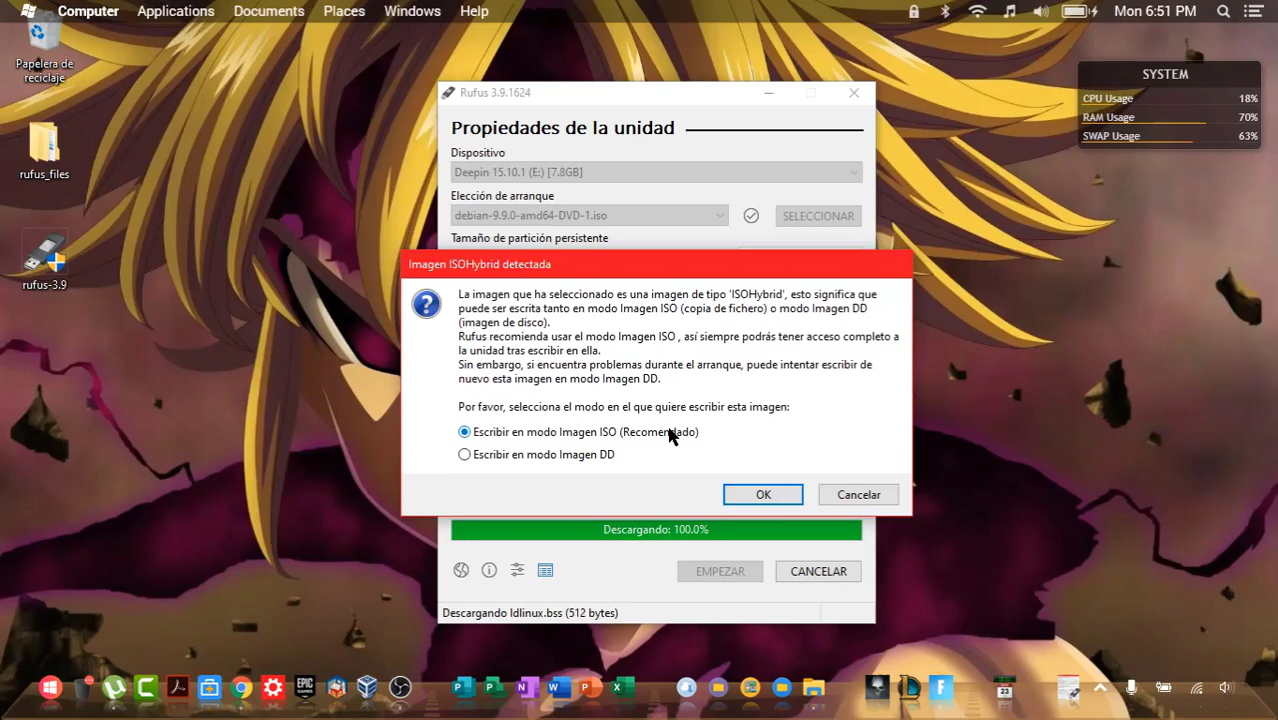 Computer Applications Documents Places Windows Help Mon 6:51 PM
Papelera de
reciclaje
rufus_files
rufus-3.9
SYSTEM
CPU Usage 18%
RAM Usage 70%
SWAP Usage 63%
Rufus 3.9.1624
Propiedades de la unidad
Dispositivo
Deepin 15.10.1 (E:) [7.8GB]
Elección de arranque
debian-9.9.0-amd64-DVD-1.iso SELECCIONAR
Tamaño de partición persistente
Imagen ISOHybrid detectada
La imagen que ha seleccionado es una imagen de tipo 'ISOHybrid', esto significa que
puede ser escrita tanto en modo Imagen ISO (copia de fichero) o modo Imagen DD
(imagen de disco).
Rufus recomienda usar el modo Imagen ISO , así siempre podrás tener acceso completo a
la unidad tras escribir en ella.
Sin embargo, si encuentra problemas durante el arranque, puede intentar escribir de
nuevo esta imagen en modo Imagen DD.
Por favor, selecciona el modo en el que quiere escribir esta imagen:
Escribir en modo Imagen ISO (Recomendado)
Escribir en modo Imagen DD
OK Cancelar
Descargando: 100.0%
EMPEZAR CANCELAR
Descargando ldlinux.bss (512 bytes)
EPIC
GAMES
23